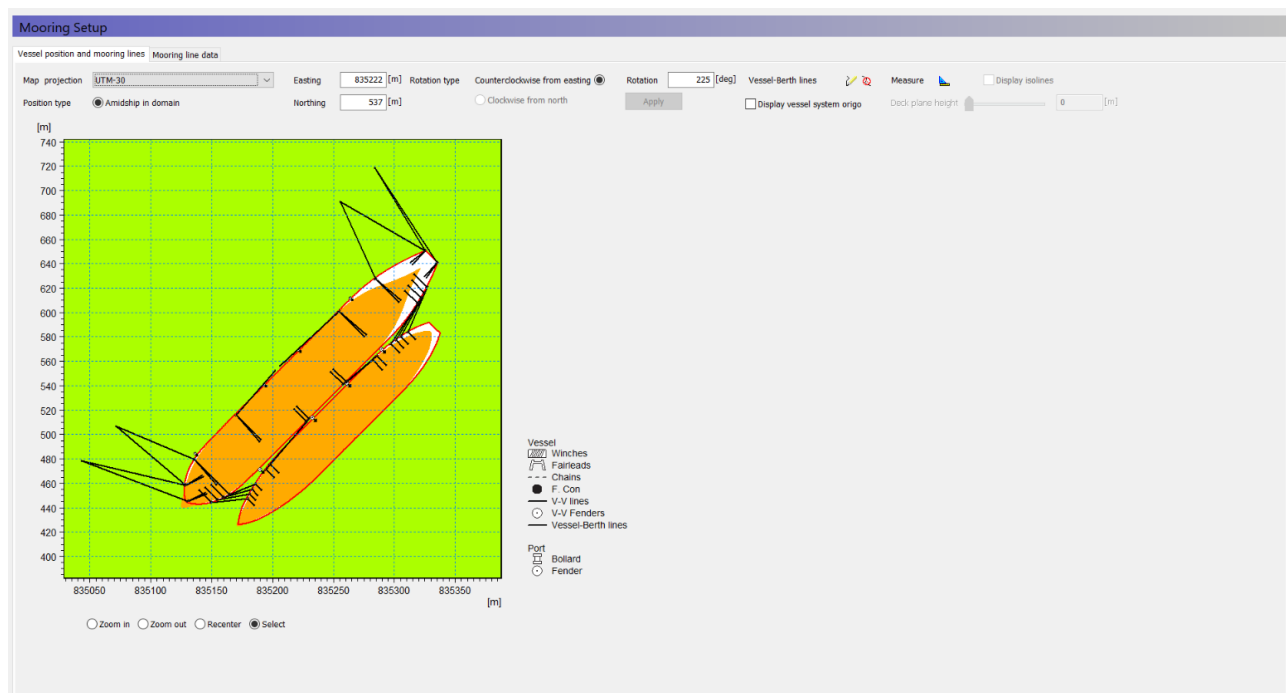 Mooring Setup
Vessel position and mooring lines Mooring line data
Map projection UTM-30 Easting 835222 [m] Rotation type Counterclockwise from easting Rotation 225 [deg] Vessel-Berth lines Measure Display isolines
Position type Amidship in domain Northing 537 [m] Clockwise from north Apply Display vessel system origo Deck plane height 0 [m]
[m]
740
720
700
680
660
640
620
600
580
560
540
520
500
480
460
440
420
400
835050 835100 835150 835200 835250 835300 835350
[m]
Vessel
Winches
Fairleads
Chains
F. Con
V-V lines
V-V Fenders
Vessel-Berth lines
Port
Bollard
Fender
Zoom in Zoom out Recenter Select